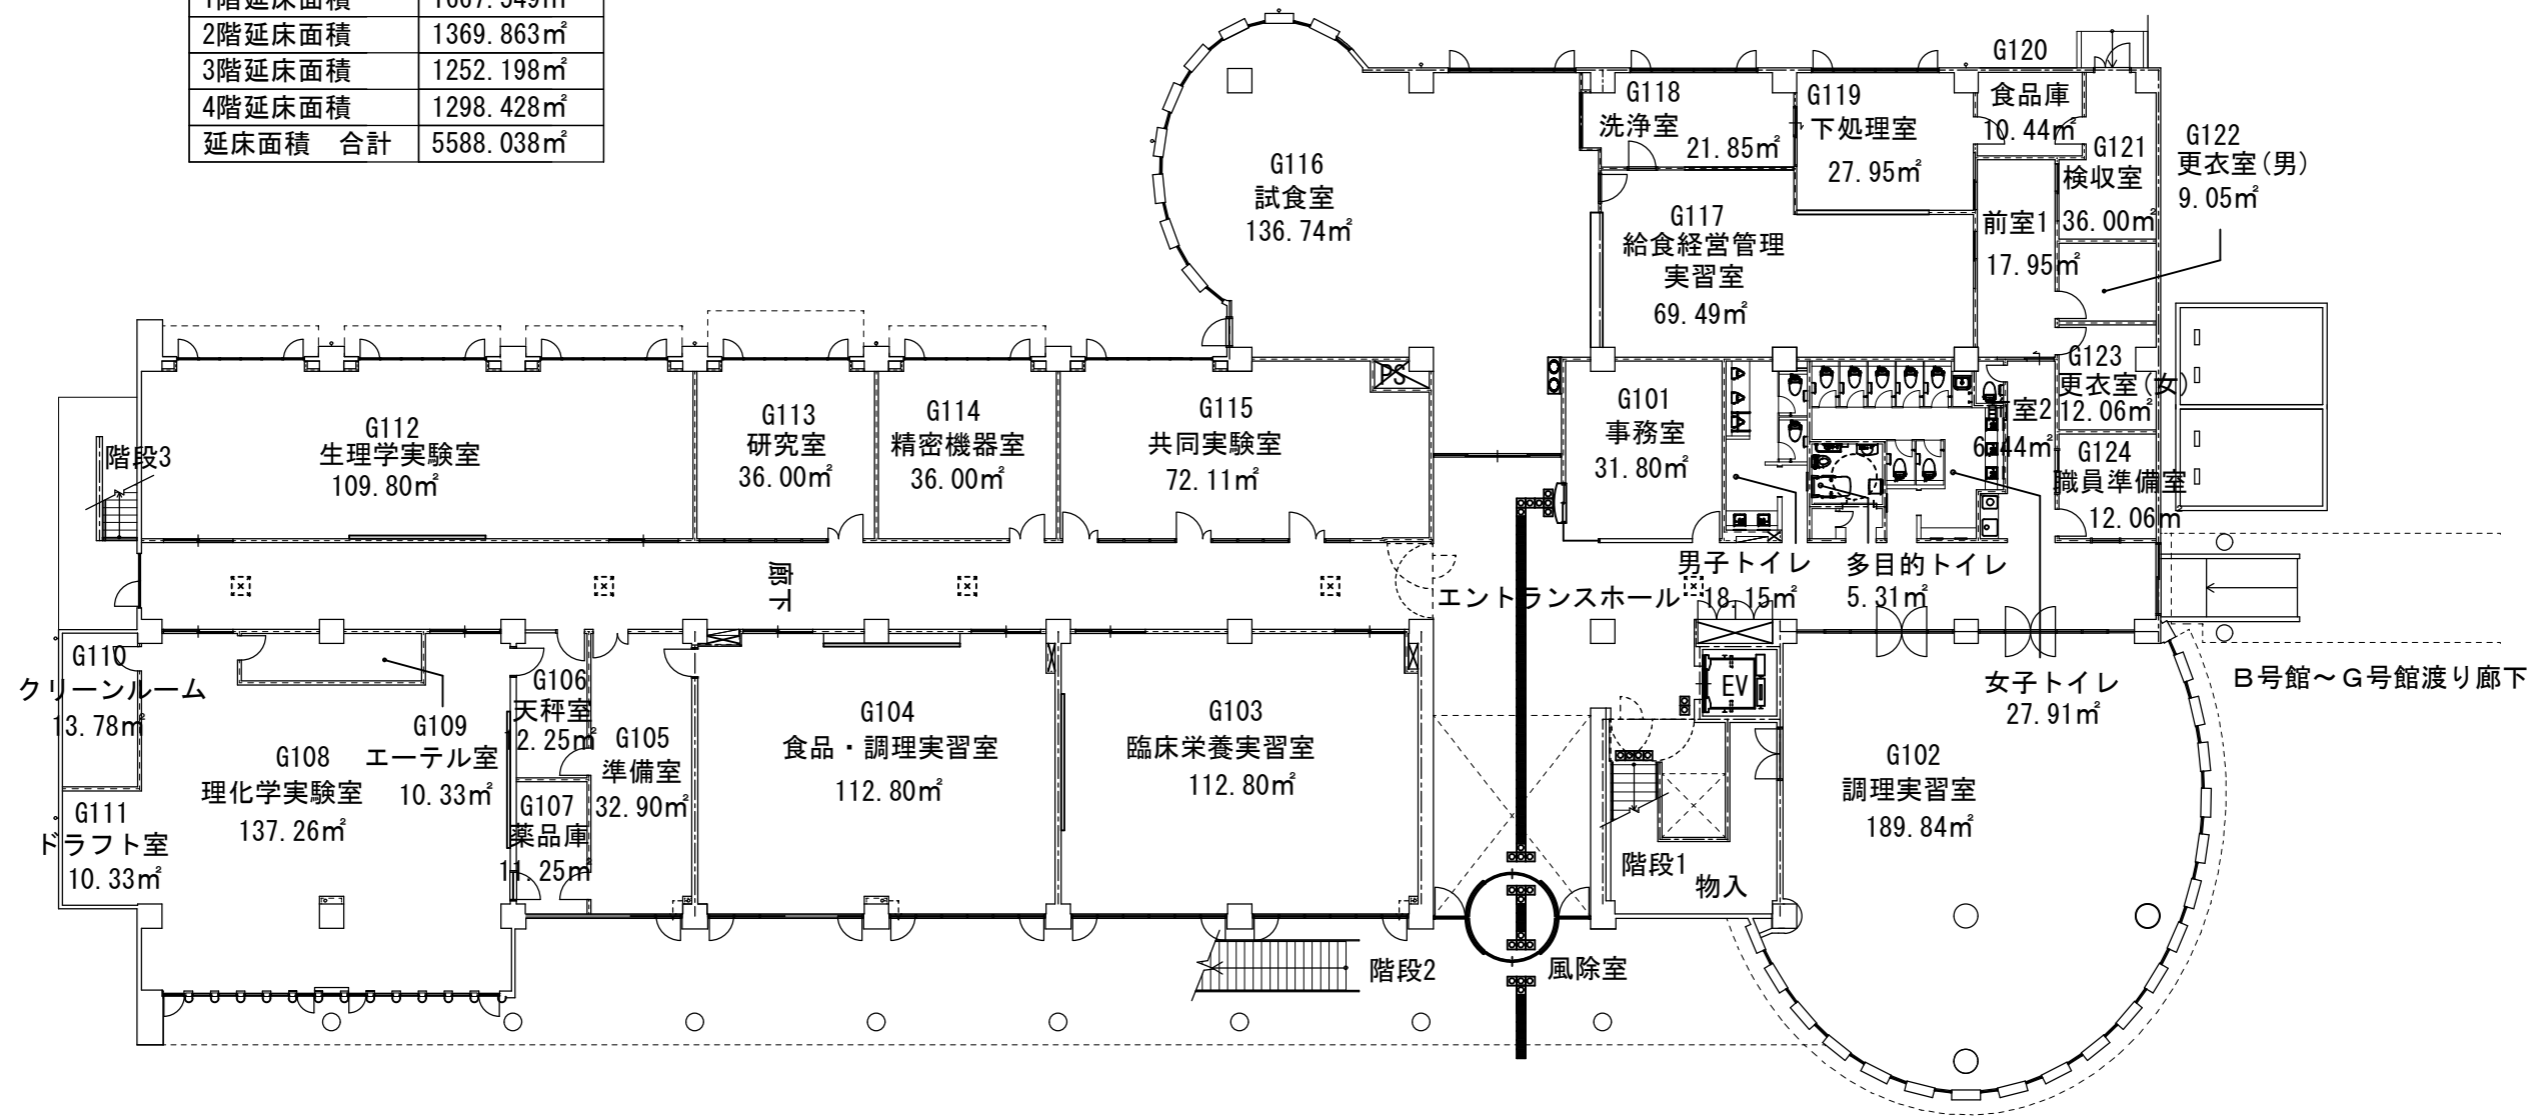 1階延床面積 1667.549㎡
2階延床面積 1369.863㎡
3階延床面積 1252.198㎡
4階延床面積 1298.428㎡
延床面積 合計 5588.038㎡
G116
試食室
136.74㎡
G118
洗浄室
21.85㎡
G119
下処理室
27.95㎡
G120
食品庫
10.44㎡
G121
検収室
36.00㎡
G122
更衣室(男)
9.05㎡
G117
給食経営管理
実習室
69.49㎡
前室1
17.95㎡
G123
更衣室(女)
12.06㎡
前室2
6.44㎡
G124
職員準備室
12.06㎡
階段3
G112
生理学実験室
109.80㎡
G113
研究室
36.00㎡
G114
精密機器室
36.00㎡
G115
共同実験室
72.11㎡
PS
G101
事務室
31.80㎡
廊下
エントランスホール
男子トイレ
18.15㎡
多目的トイレ
5.31㎡
女子トイレ
27.91㎡
B号館～G号館渡り廊下
G110
クリーンルーム
13.78㎡
G111
ドラフト室
10.33㎡
G108
理化学実験室
137.26㎡
G109
エーテル室
10.33㎡
G106
天秤室
12.25㎡
G107
薬品庫
11.25㎡
G105
準備室
32.90㎡
G104
食品・調理実習室
112.80㎡
G103
臨床栄養実習室
112.80㎡
EV
G102
調理実習室
189.84㎡
階段1
物入
階段2
風除室